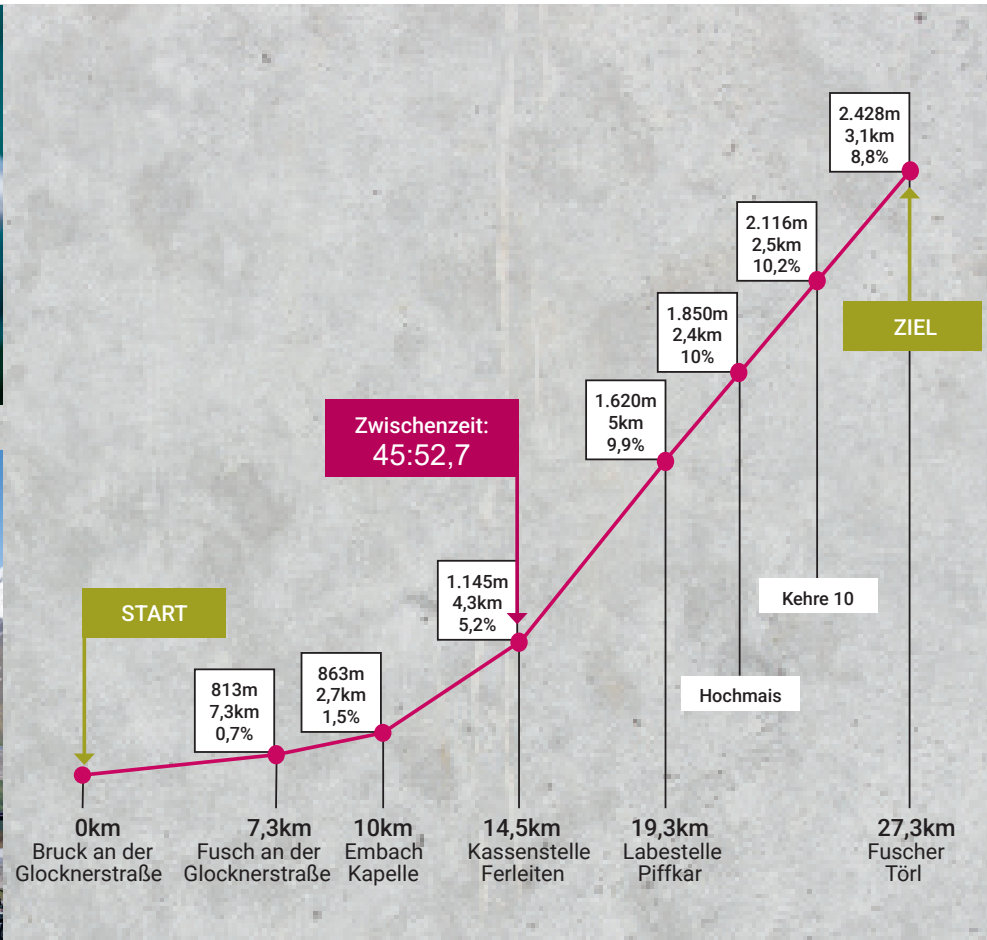 2.428m
3,1km
8,8%
2.116m
2,5km
10,2%
1.850m
2,4km
10%
ZIEL
1.620m
5km
9,9%
Zwischenzeit:
45:52,7
1.145m
4,3km
5,2%
START
Kehre 10
863m
2,7km
1,5%
813m
7,3km
0,7%
Hochmais
0km
Bruck an der
Glocknerstraße
7,3km
Fusch an der
Glocknerstraße
10km
Embach
Kapelle
14,5km
Kassenstelle
Ferleiten
19,3km
Labestelle
Piffkar
27,3km
Fuscher
Törl